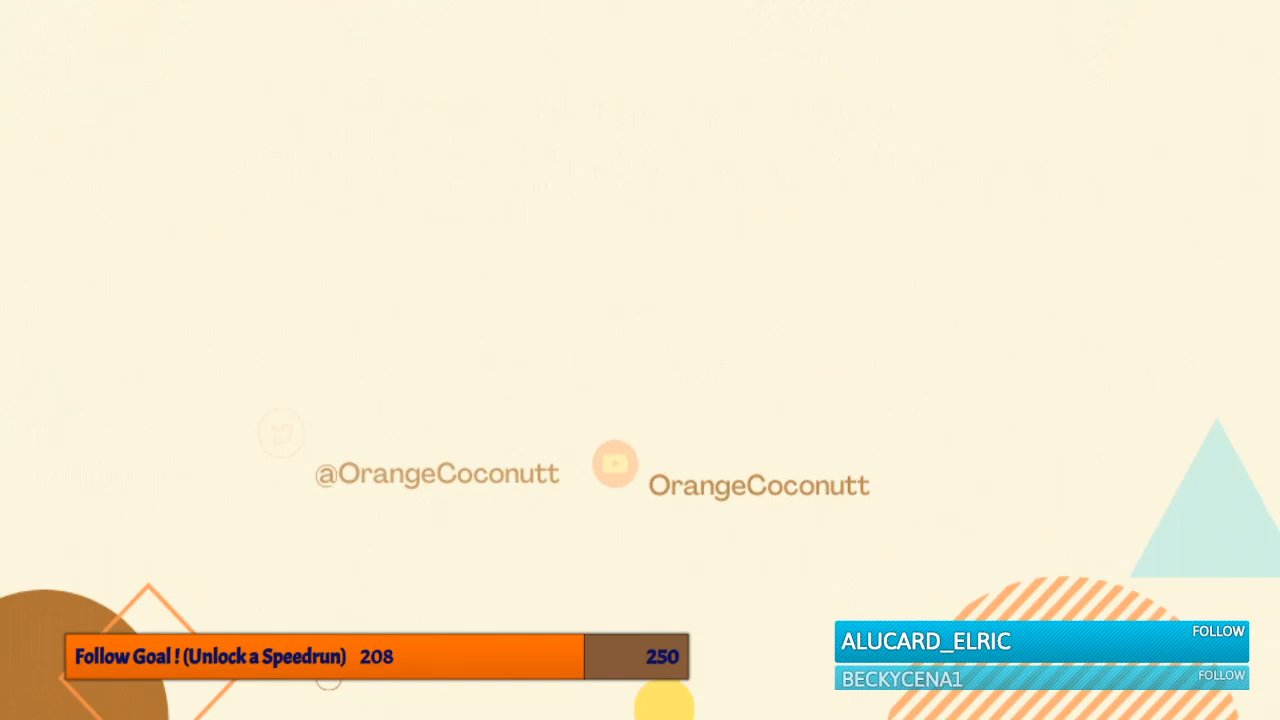 @OrangeCoconutt
OrangeCoconutt
Follow Goal ! (Unlock a Speedrun) 208 250
ALUCARD_ELRIC FOLLOW
BECKYCENA1 FOLLOW